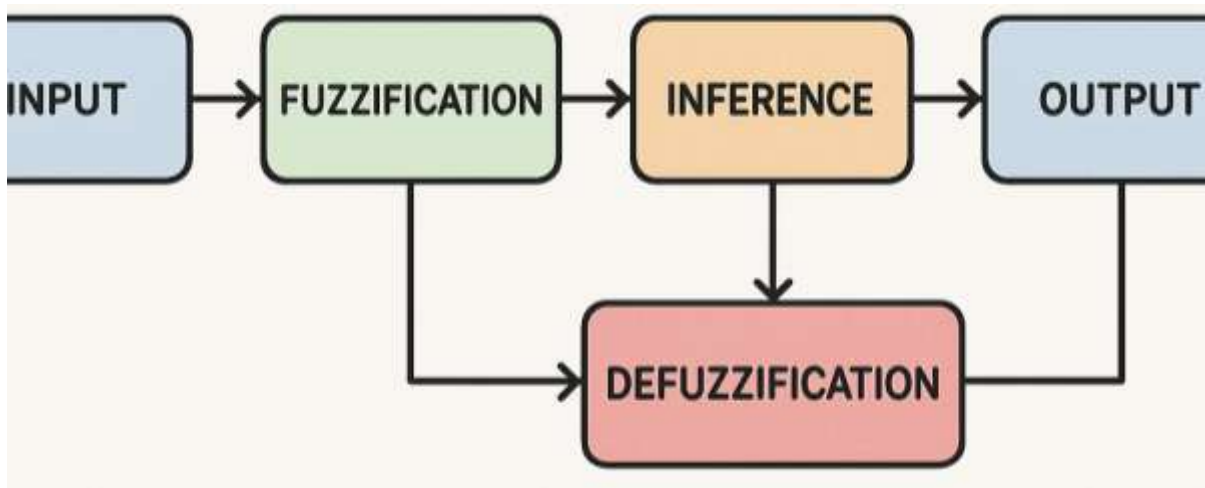 INPUT
FUZZIFICATION
INFERENCE
OUTPUT
DEFUZZIFICATION